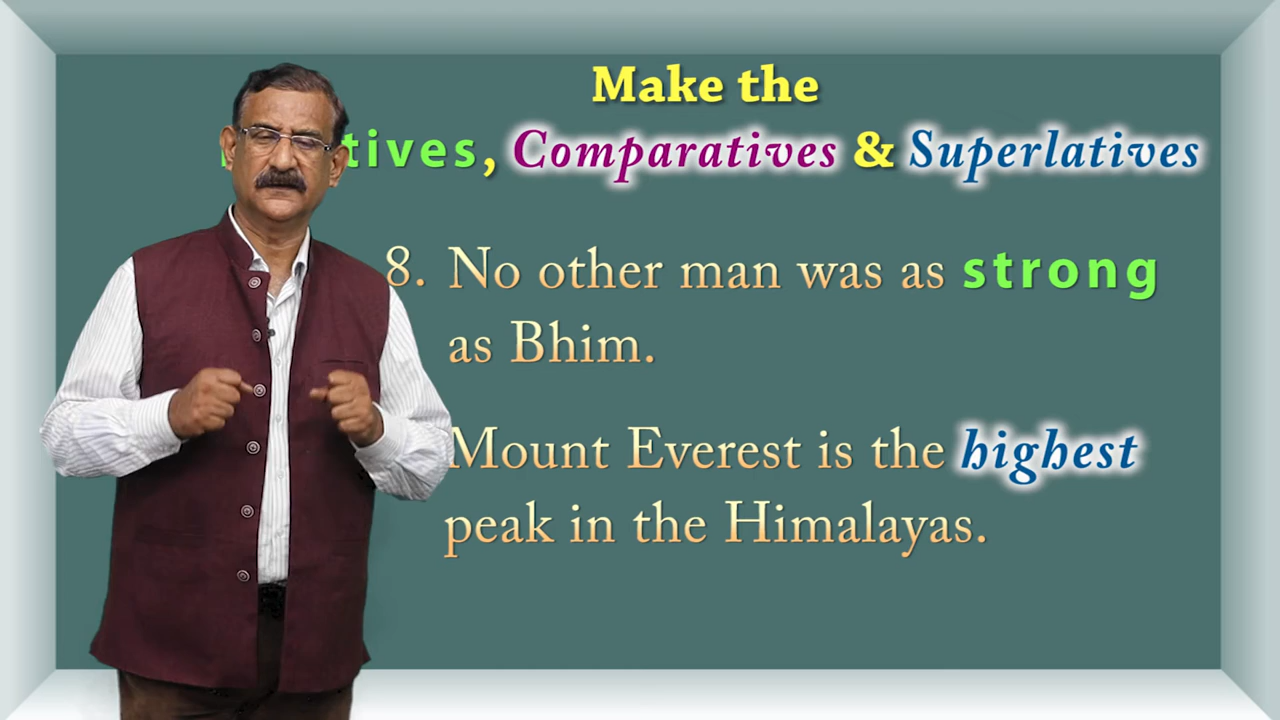 Make the
tives, Comparatives & Superlatives
8. No other man was as strong
as Bhim.
Mount Everest is the highest
peak in the Himalayas.